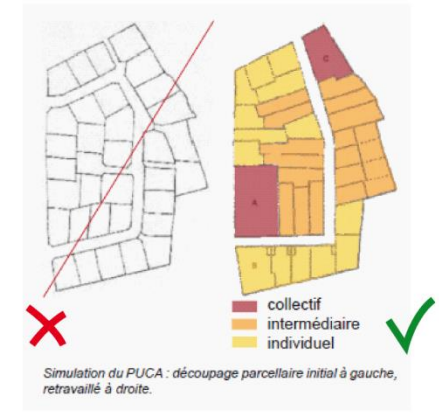 C
A
B
collectif
intermédiaire
individuel
Simulation du PUCA : découpage parcellaire initial à gauche,
retravaillé à droite.